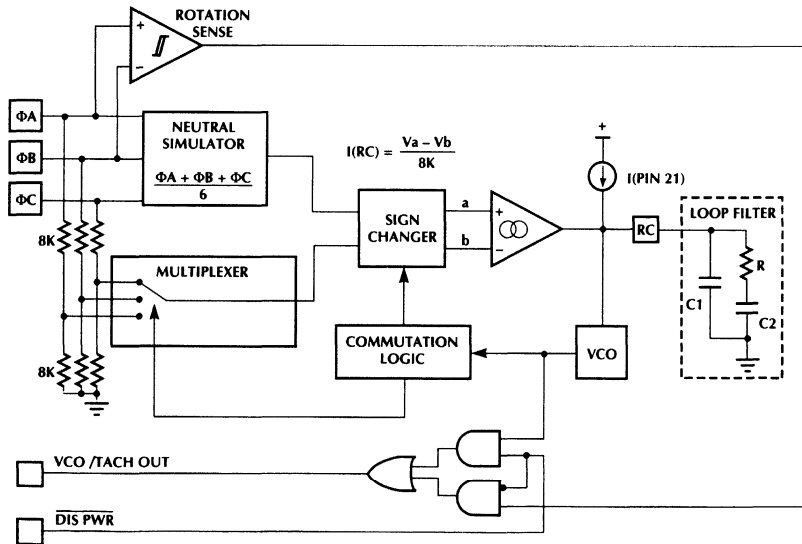 ROTATION
SENSE
+
−
ΦA
ΦB
ΦC
NEUTRAL
SIMULATOR
ΦA + ΦB + ΦC
6
I(RC) = Va − Vb
8K
+
I(PIN 21)
a
b
+
−
SIGN
CHANGER
RC
LOOP FILTER
R
C1
C2
8K
MULTIPLEXER
8K
COMMUTATION
LOGIC
VCO
VCO /TACH OUT
DIS PWR